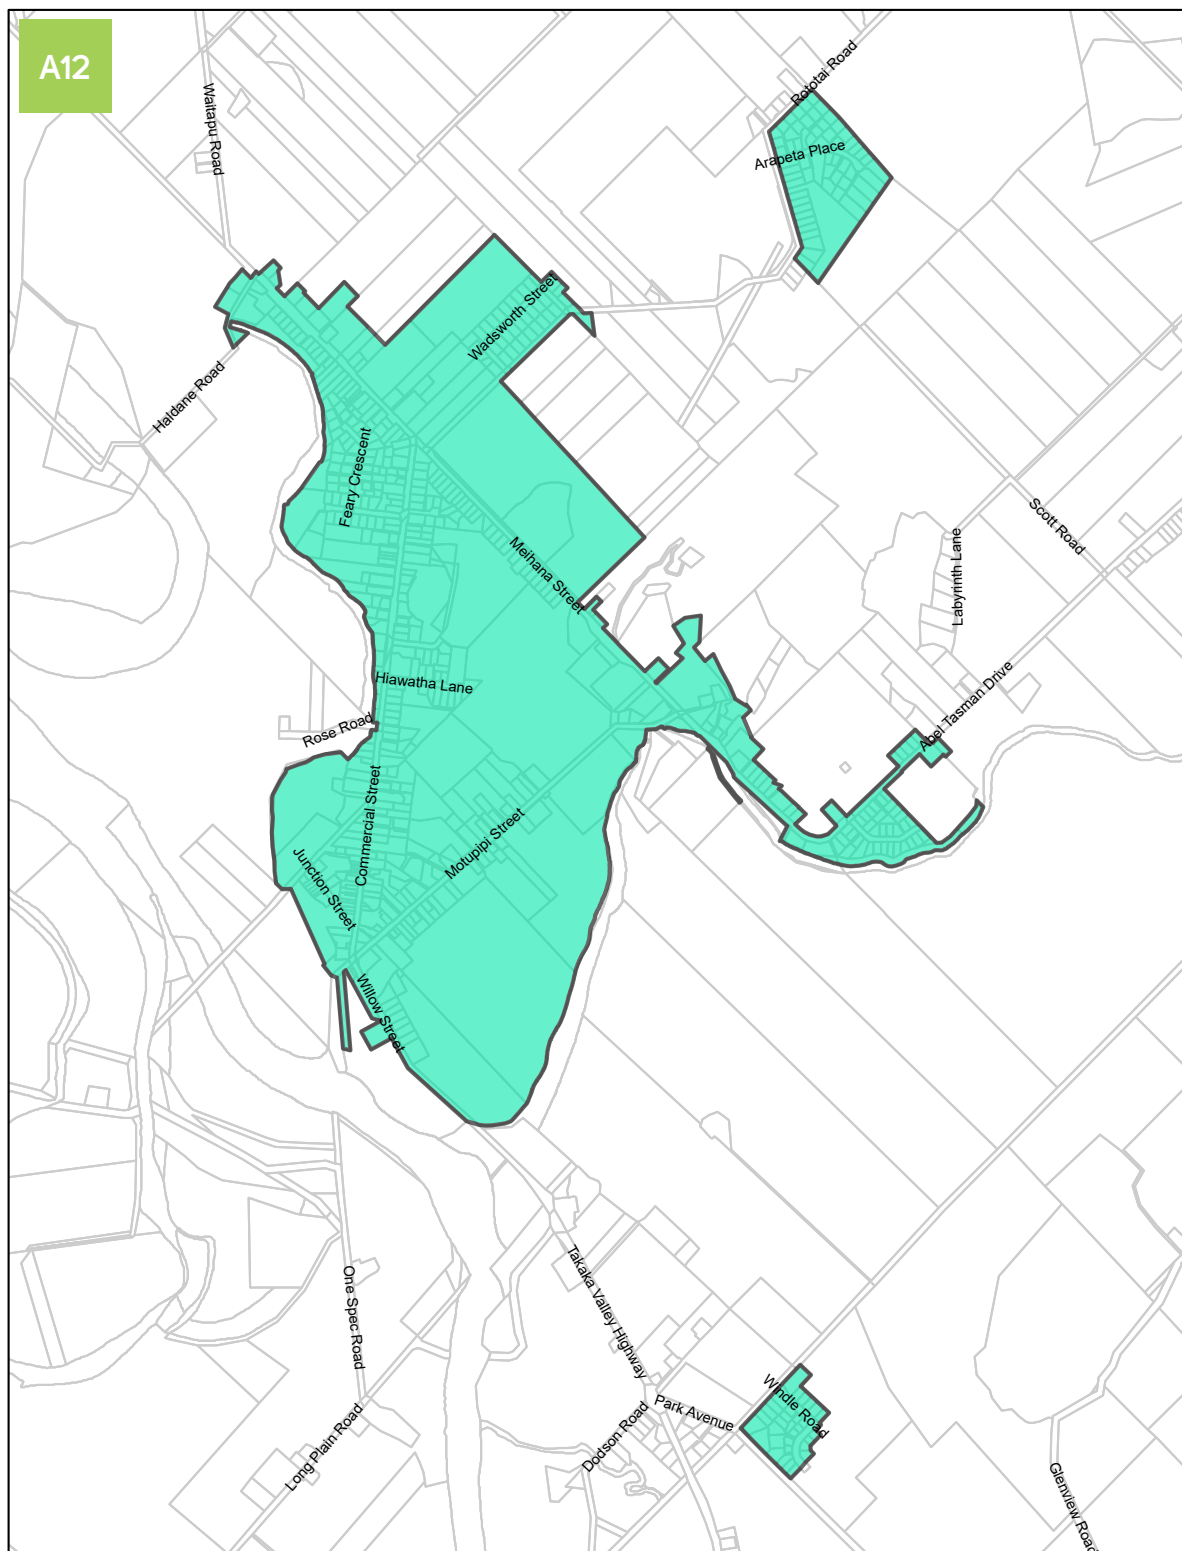 A12
Rototai Road
Waitapu Road
Arapeta Place
Wadsworth Street
Haldane Road
Feary Crescent
Meihana Street
Scott Road
Labyrinth Lane
Hiawatha Lane
Rose Road
Abel Tasman Drive
Commercial Street
Motupipi Street
Junction Street
Willow Street
Takaka Valley Highway
One Spec Road
Windle Road
Park Avenue
Long Plain Road
Dodson Road
Glenview Road